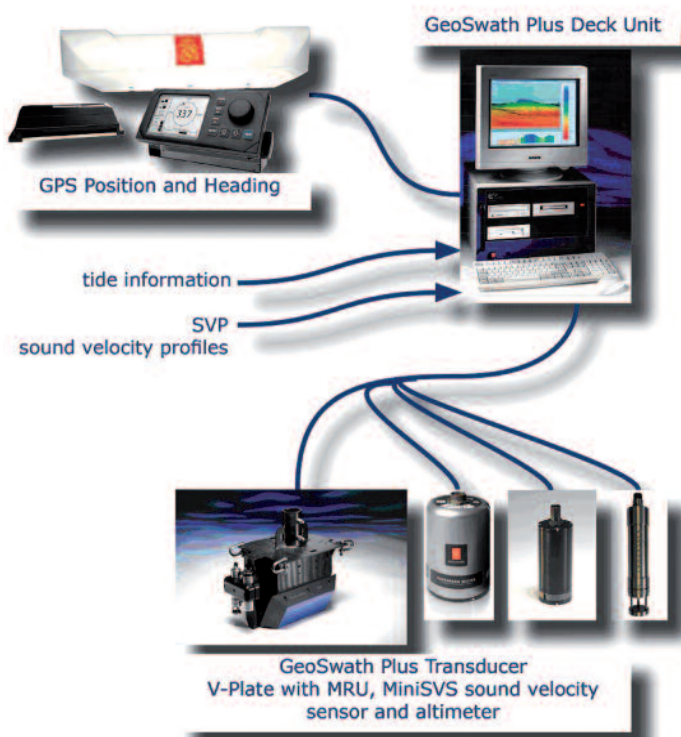 GeoSwath Plus Deck Unit
337
GPS Position and Heading
tide information
SVP
sound velocity profiles
GeoSwath Plus Transducer
V-Plate with MRU, MiniSVS sound velocity
sensor and altimeter